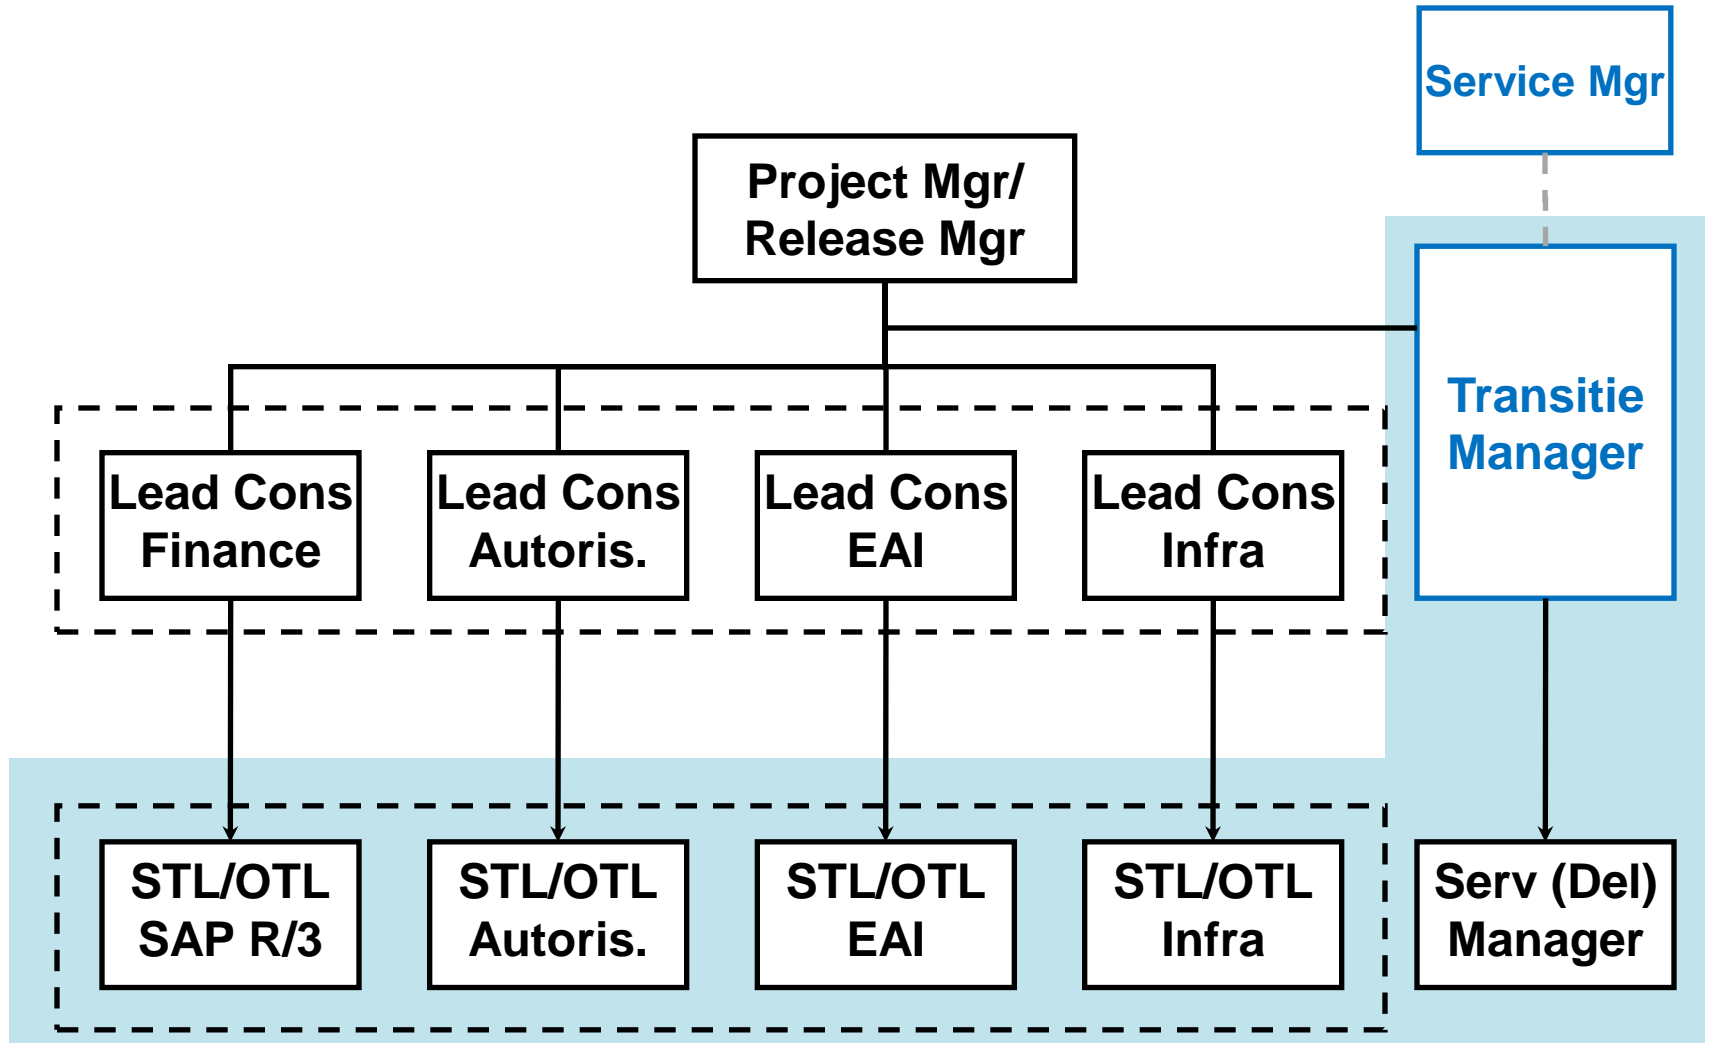 Service Mgr
Project Mgr/
Release Mgr
Transitie
Manager
Lead Cons
Finance
Lead Cons
Autoris.
Lead Cons
EAI
Lead Cons
Infra
STL/OTL
SAP R/3
STL/OTL
Autoris.
STL/OTL
EAI
STL/OTL
Infra
Serv (Del)
Manager